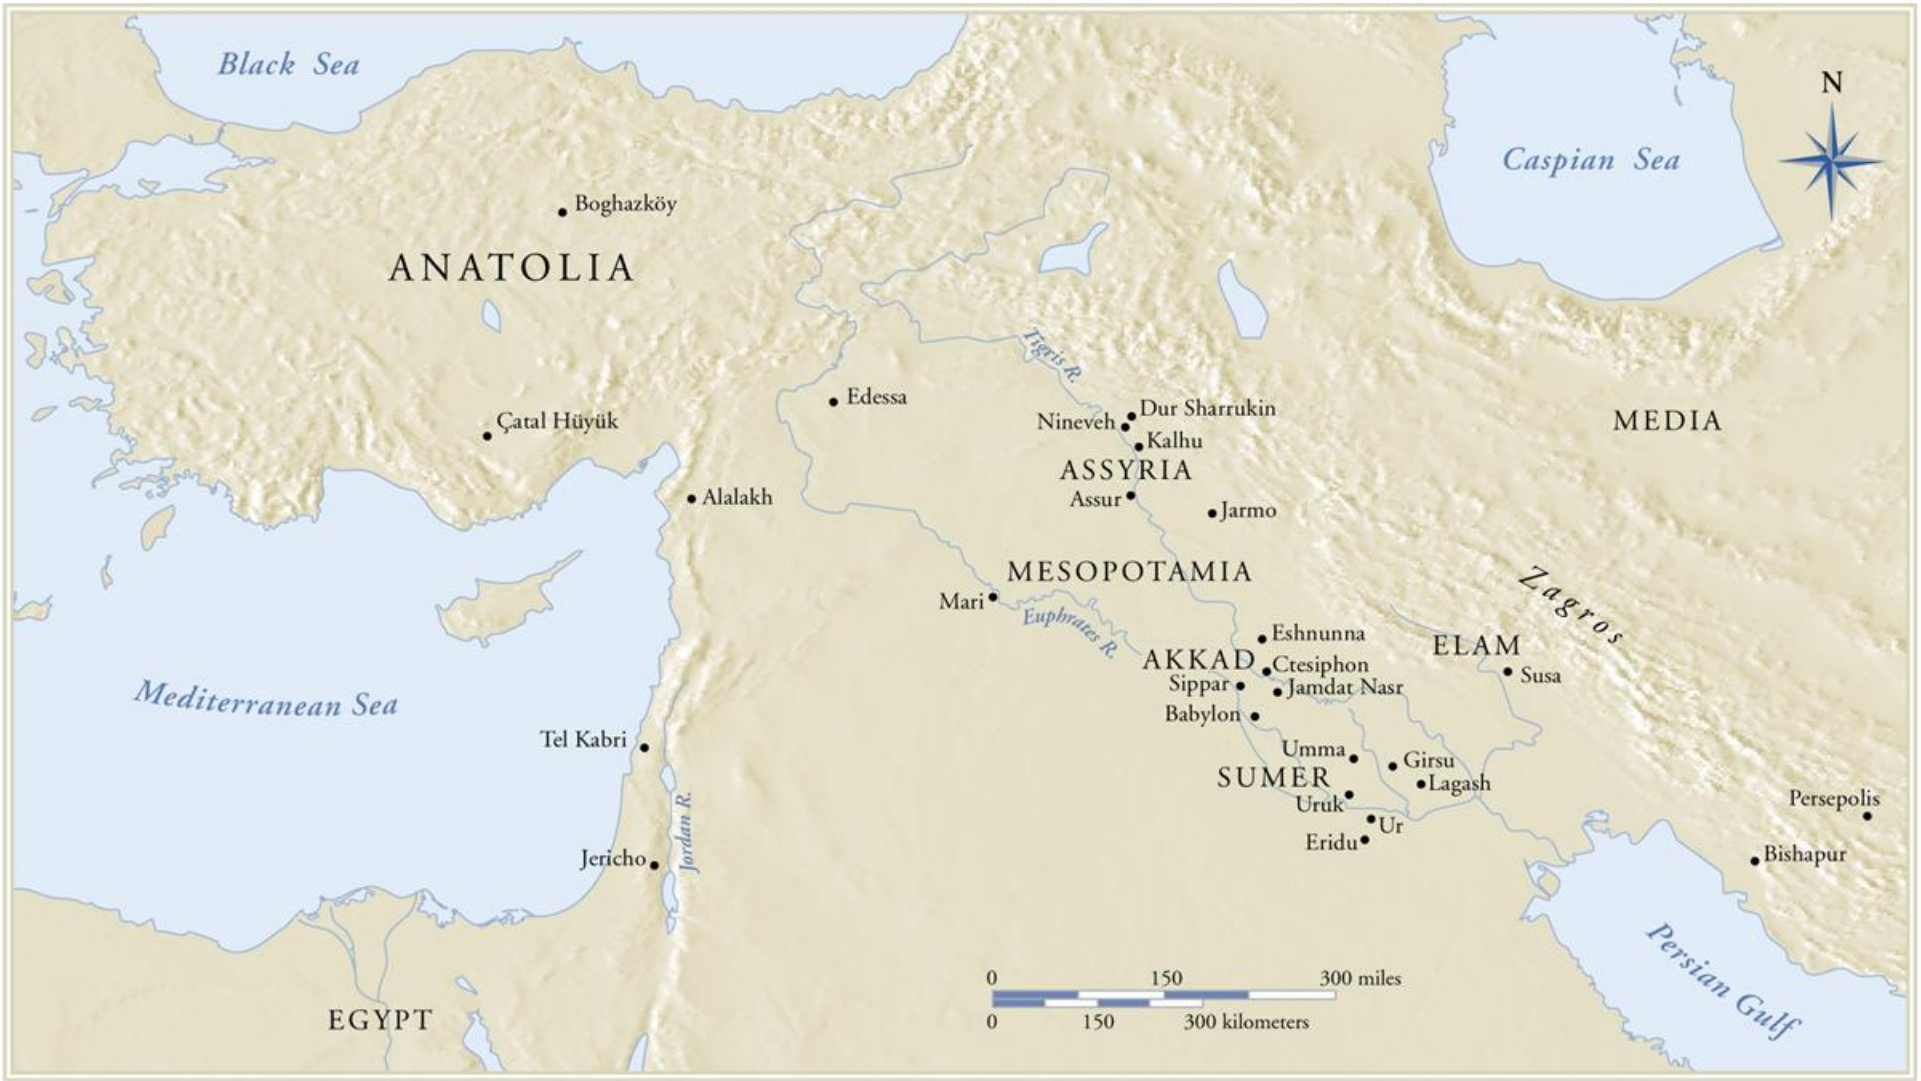 Black Sea
N
Caspian Sea
Boghazköy
ANATOLIA
Tigris R.
Edessa
Dur Sharrukin
Nineveh
Çatal Hüyük
MEDIA
Kalhu
ASSYRIA
Alalakh
Assur
Jarmo
MESOPOTAMIA
Mari
Euphrates R.
Zagros
Eshnunna
ELAM
AKKAD
Ctesiphon
Susa
Sippar
Jamdat Nasr
Mediterranean Sea
Babylon
Tel Kabri
Umma
Girsu
SUMER
Lagash
Uruk
Persepolis
Ur
Jordan R.
Eridu
Jericho
Bishapur
Persian Gulf
0 150 300 miles
0 150 300 kilometers
EGYPT